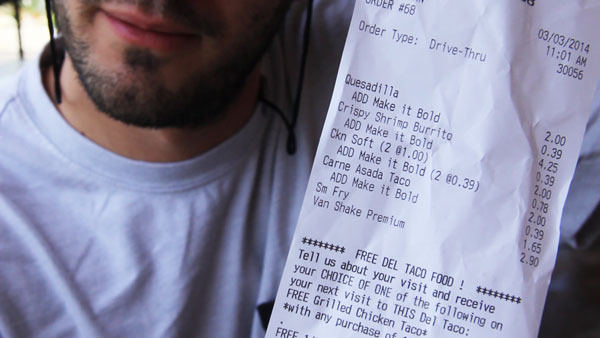 ORDER #68
03/03/2014
Order Type: Drive-Thru
11:01 AM
30056
Quesadilla 2.00
ADD Make it Bold 0.39
Crispy Shrimp Burrito 4.25
ADD Make it Bold 0.39
Ckn Soft (2 @1.00) 2.00
ADD Make it Bold (2 @0.39) 0.78
Carne Asada Taco 2.00
ADD Make it Bold 0.39
Sm Fry 1.65
Van Shake Premium 2.90
******** FREE DEL TACO FOOD ! ********
Tell us about your visit and receive
your CHOICE OF ONE of the following on
your next visit to THIS Del Taco:
FREE Grilled Chicken Taco*
*with any purchase of
FREE